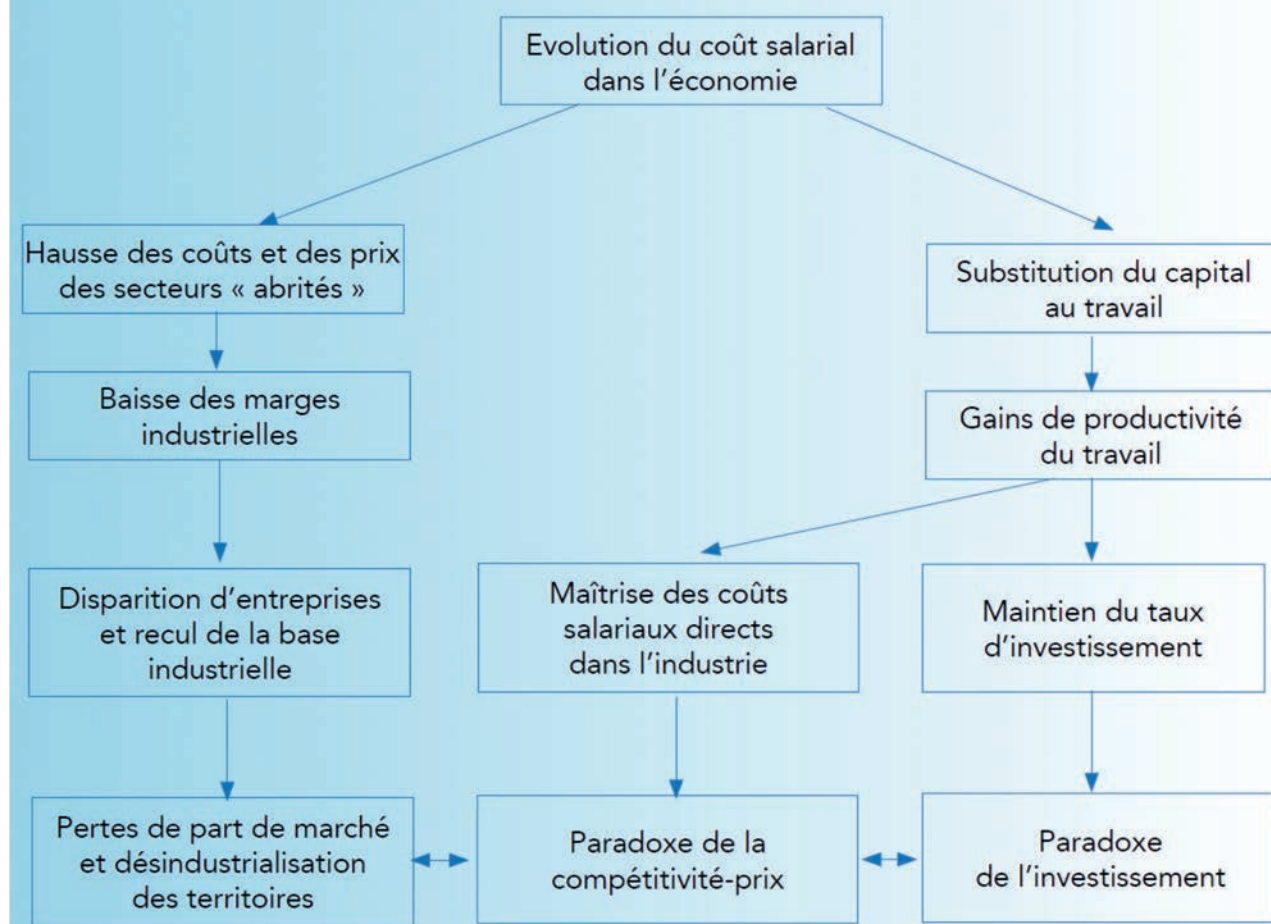 Evolution du coût salarial
dans l'économie
Hausse des coûts et des prix
des secteurs « abrités »
Substitution du capital
au travail
Baisse des marges
industrielles
Gains de productivité
du travail
Disparition d'entreprises
et recul de la base
industrielle
Maîtrise des coûts
salariaux directs
dans l'industrie
Maintien du taux
d'investissement
Pertes de part de marché
et désindustrialisation
des territoires
Paradoxe de la
compétitivité-prix
Paradoxe
de l'investissement